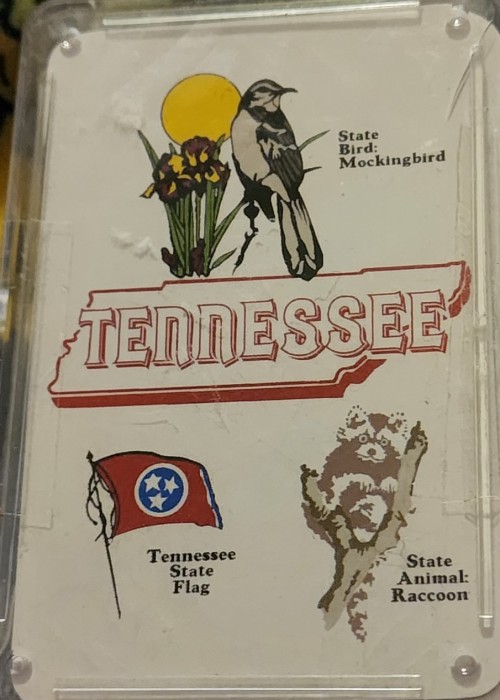 State
Bird:
Mockingbird
TENNESSEE
Tennessee
State
Flag
State
Animal:
Raccoon